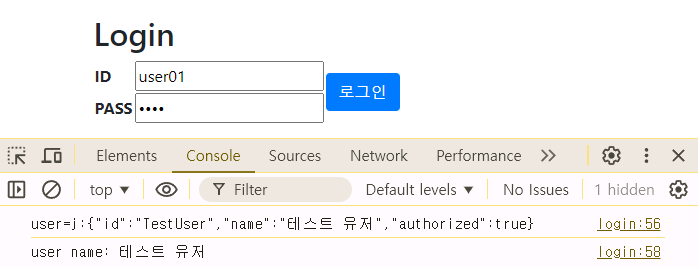 Login
ID user01
로그인
PASS ••••
Elements Console Sources Network Performance
top Filter Default levels No Issues 1 hidden
user=j:{"id":"TestUser","name":"테스트 유저","authorized":true} login:56
user name: 테스트 유저 login:58